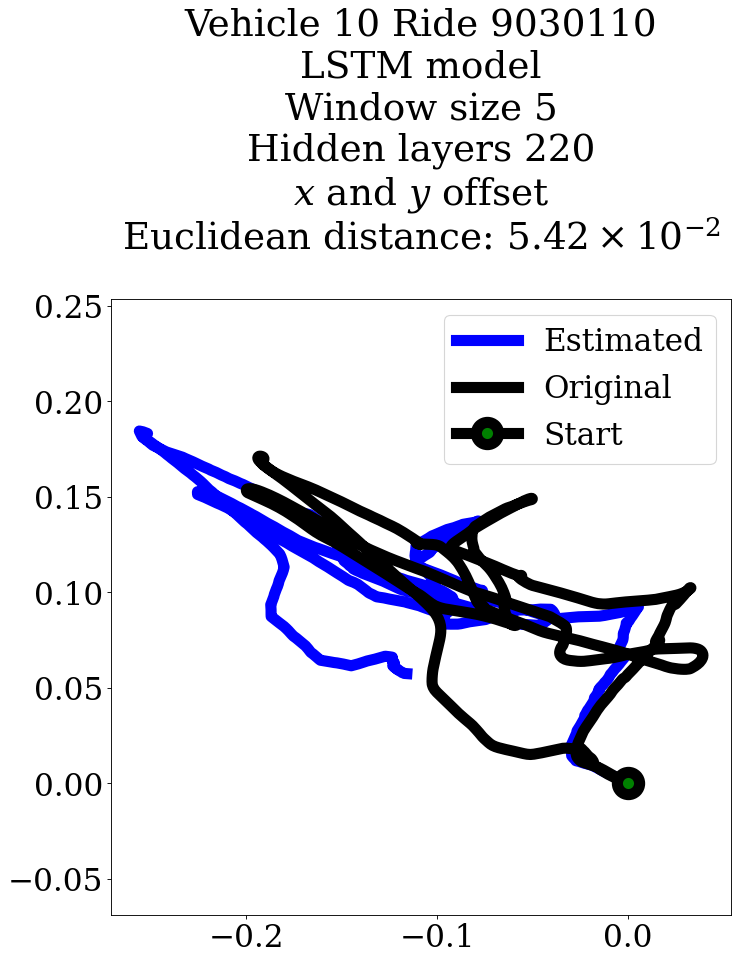 Vehicle 10 Ride 9030110
LSTM model
Window size 5
Hidden layers 220
x and y offset
Euclidean distance: 5.42 × 10⁻²
Estimated
Original
Start
0.25
0.20
0.15
0.10
0.05
0.00
−0.05
−0.2
−0.1
0.0